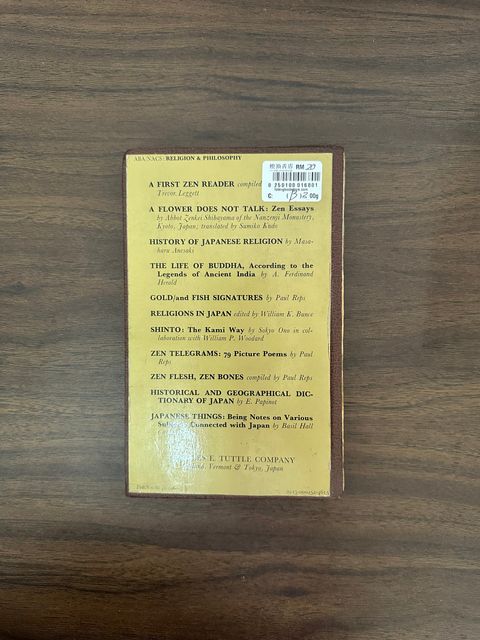 ABA/NACS: RELIGION & PHILOSOPHY
RM 20
A FIRST ZEN READER compiled
Trevor Leggett
0 250100 016801
A FLOWER DOES NOT TALK: Zen Essays
by Abbot Zenkei Shibayama of the Nanzenji Monastery,
Kyoto, Japan; translated by Sumiko Kudo
HISTORY OF JAPANESE RELIGION by Masa-
haru Anesaki
THE LIFE OF BUDDHA, According to the
Legends of Ancient India by A. Ferdinand
Herold
GOLD/and FISH SIGNATURES by Paul Reps
RELIGIONS IN JAPAN edited by William K. Bunce
SHINTO: The Kami Way by Sokyo Ono in col-
laboration with William P. Woodard
ZEN TELEGRAMS: 79 Picture Poems by Paul
Reps
ZEN FLESH, ZEN BONES compiled by Paul Reps
HISTORICAL AND GEOGRAPHICAL DIC-
TIONARY OF JAPAN by E. Papinot
JAPANESE THINGS: Being Notes on Various
Connected with Japan by Basil Hall
E. TUTTLE COMPANY
Vermont & Tokyo, Japan